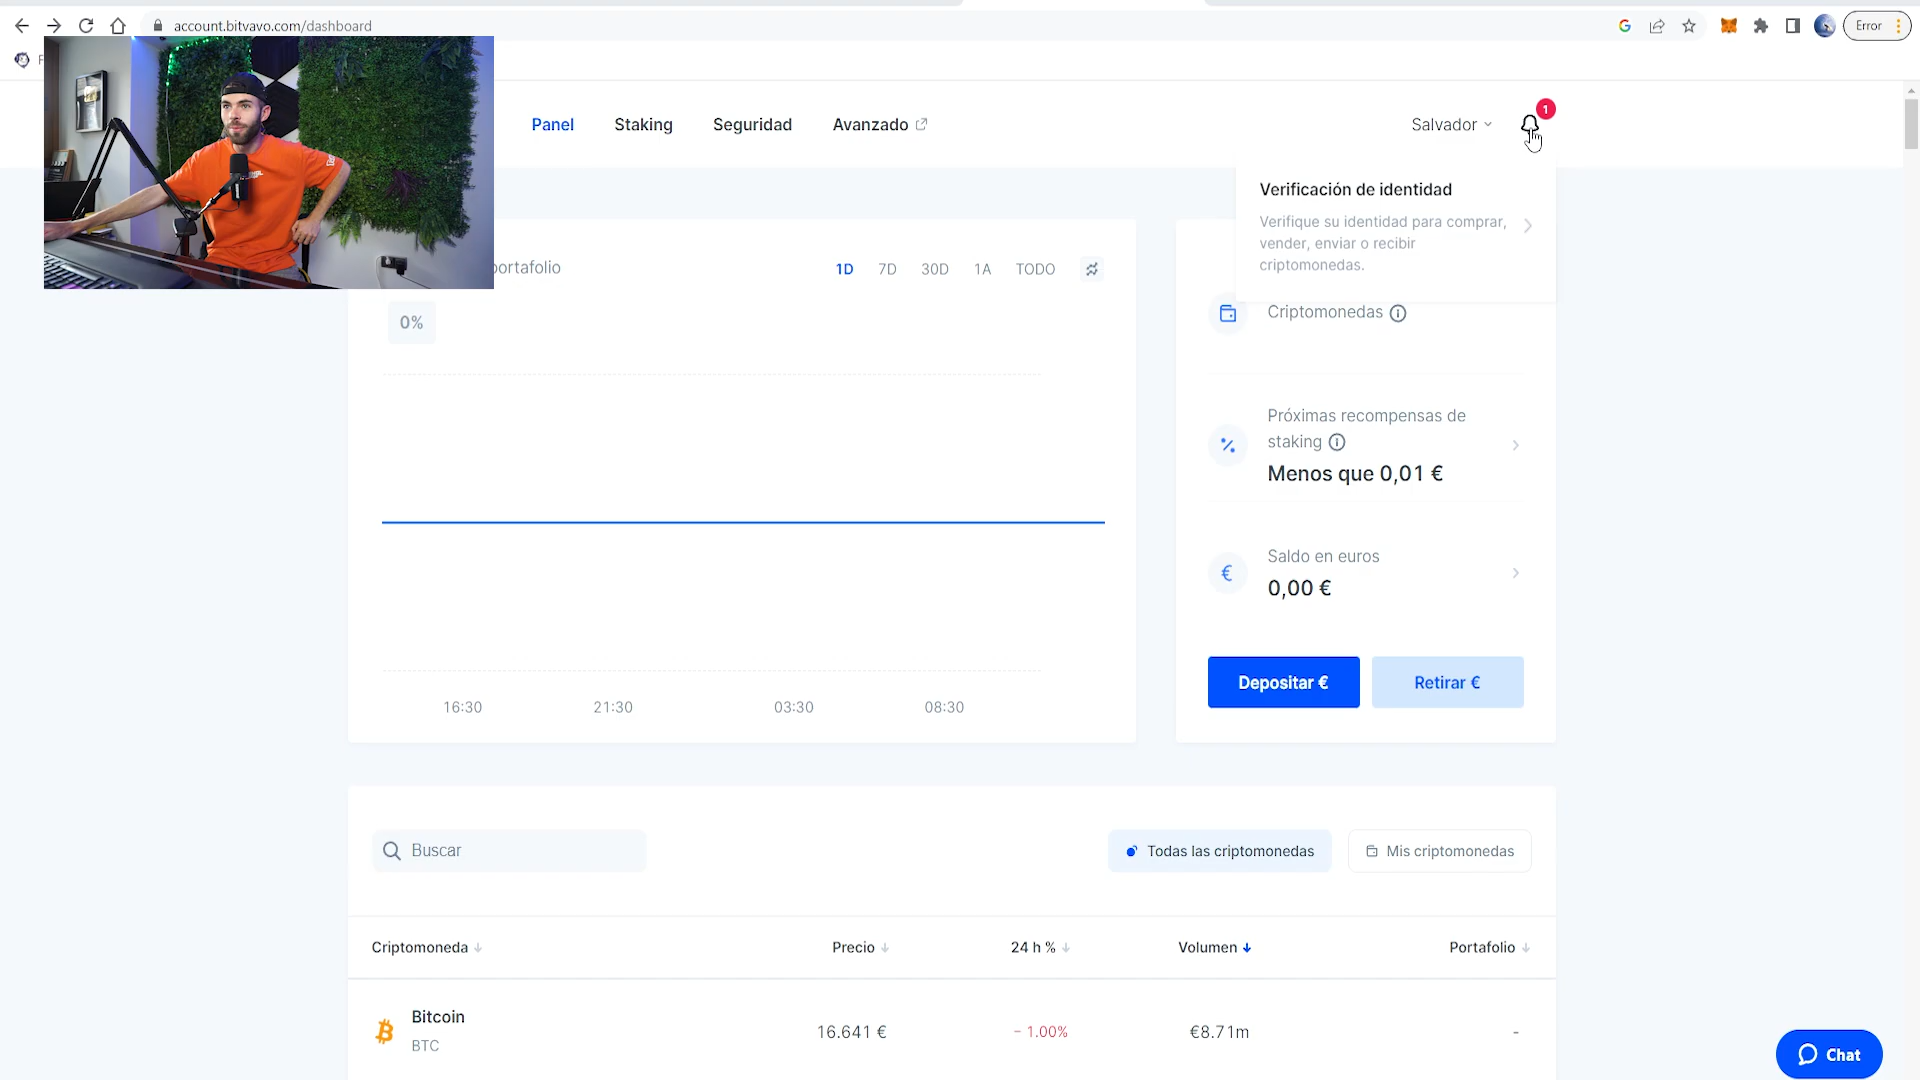 account.bitvavo.com/dashboard
Error
Panel
Staking
Seguridad
Avanzado
Salvador
1
Verificación de identidad
Verifique su identidad para comprar,
vender, enviar o recibir
criptomonedas.
portafolio
1D
7D
30D
1A
TODO
0%
Criptomonedas
Próximas recompensas de
staking
Menos que 0,01 €
Saldo en euros
0,00 €
Depositar €
Retirar €
16:30
21:30
03:30
08:30
Buscar
Todas las criptomonedas
Mis criptomonedas
Criptomoneda
Precio
24 h %
Volumen
Portafolio
Bitcoin
BTC
16.641 €
- 1.00%
€8.71m
-
Chat